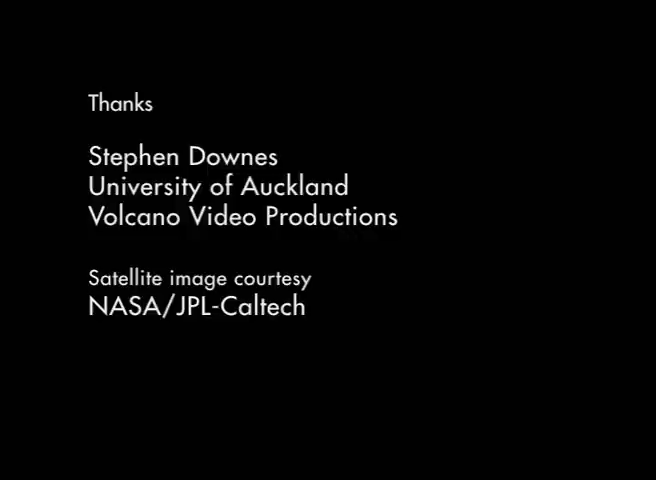 Thanks
Stephen Downes
University of Auckland
Volcano Video Productions
Satellite image courtesy
NASA/JPL-Caltech